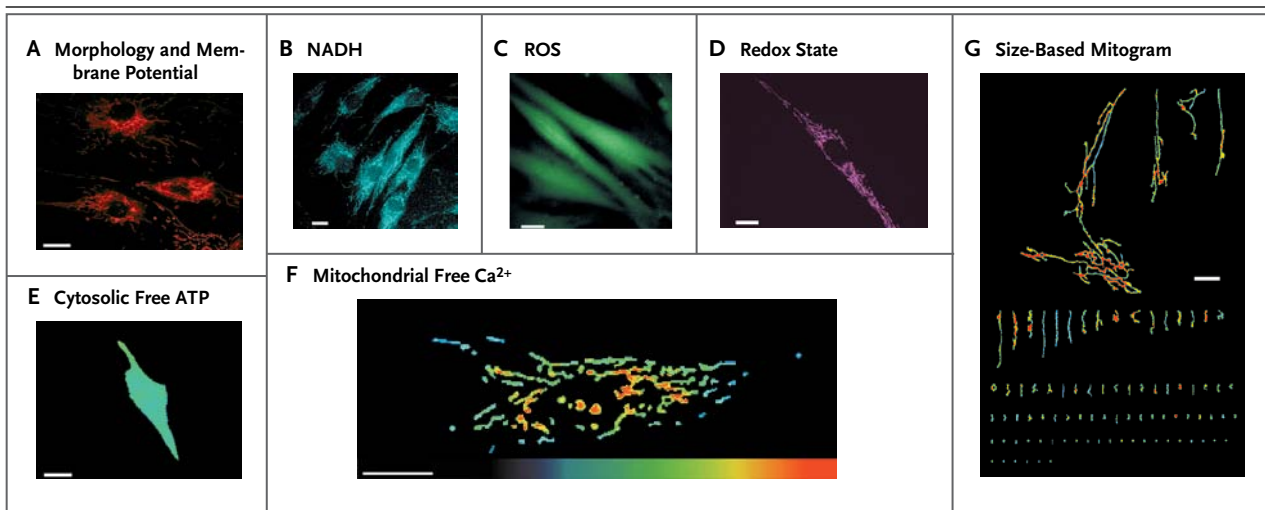 A Morphology and Mem-
brane Potential
B NADH
C ROS
D Redox State
G Size-Based Mitogram
E Cytosolic Free ATP
F Mitochondrial Free Ca²⁺